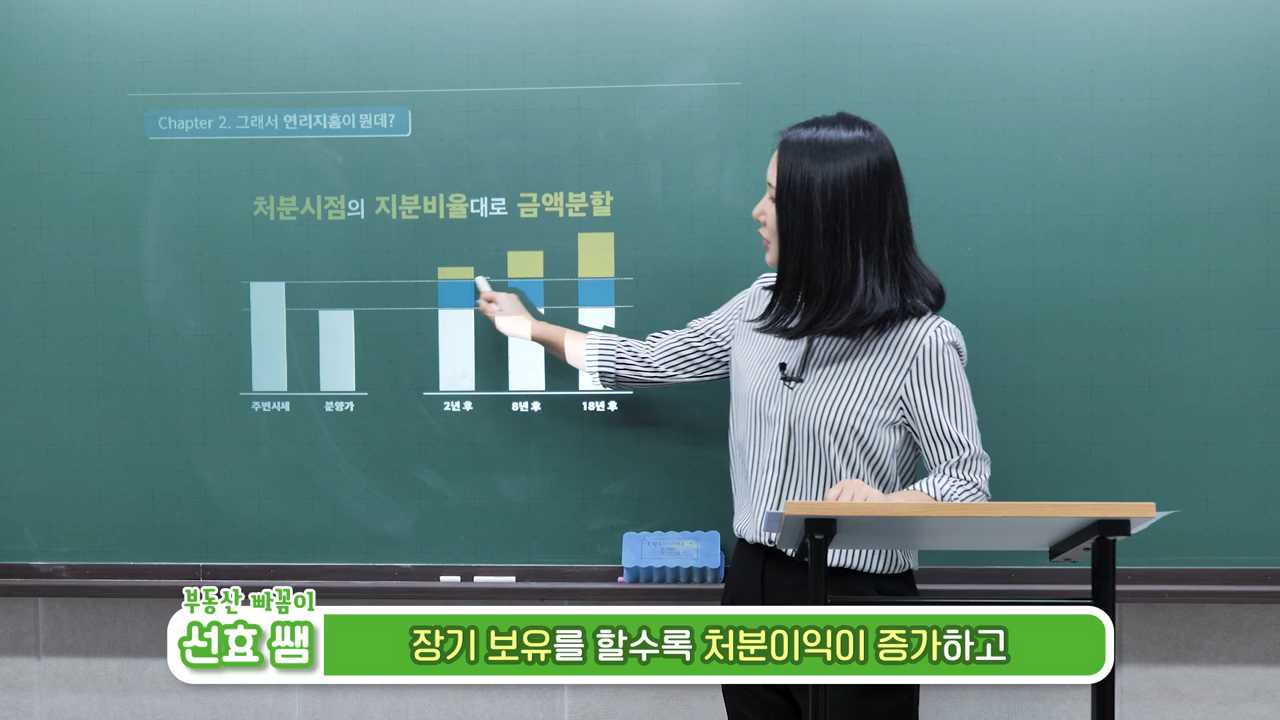 Chapter 2. 그래서 연리지홈이 뭔데?
처분시점의 지분비율대로 금액분할
주변시세 분양가 2년 후 8년 후 18년 후
부동산 빠꼼이
선효 쌤
장기 보유를 할수록 처분이익이 증가하고